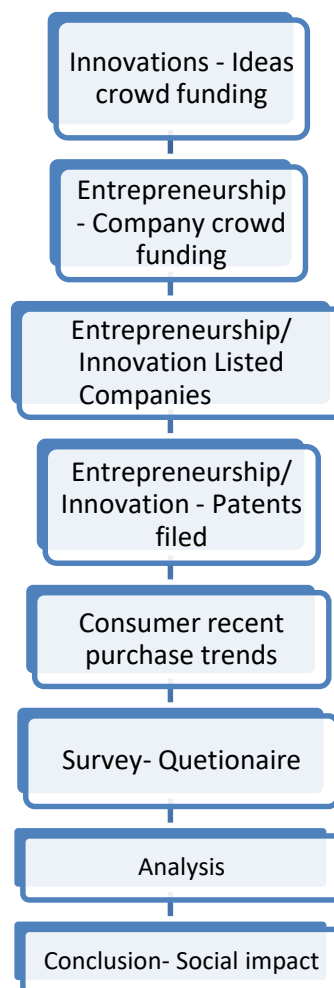 Innovations - Ideas
crowd funding
Entrepreneurship
- Company crowd
funding
Entrepreneurship/
Innovation Listed
Companies
Entrepreneurship/
Innovation - Patents
filed
Consumer recent
purchase trends
Survey- Quetionaire
Analysis
Conclusion- Social impact